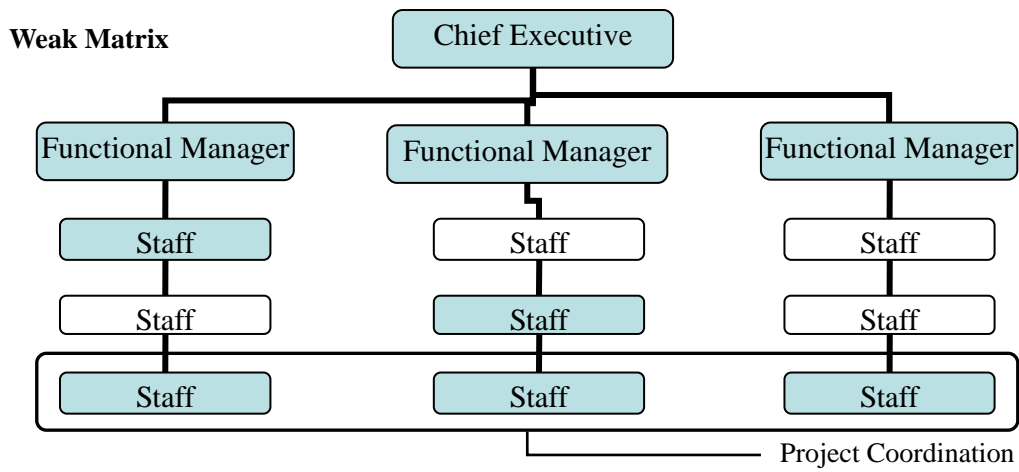 Weak Matrix
Chief Executive
Functional Manager
Functional Manager
Functional Manager
Staff
Staff
Staff
Staff
Staff
Staff
Staff
Staff
Staff
Project Coordination